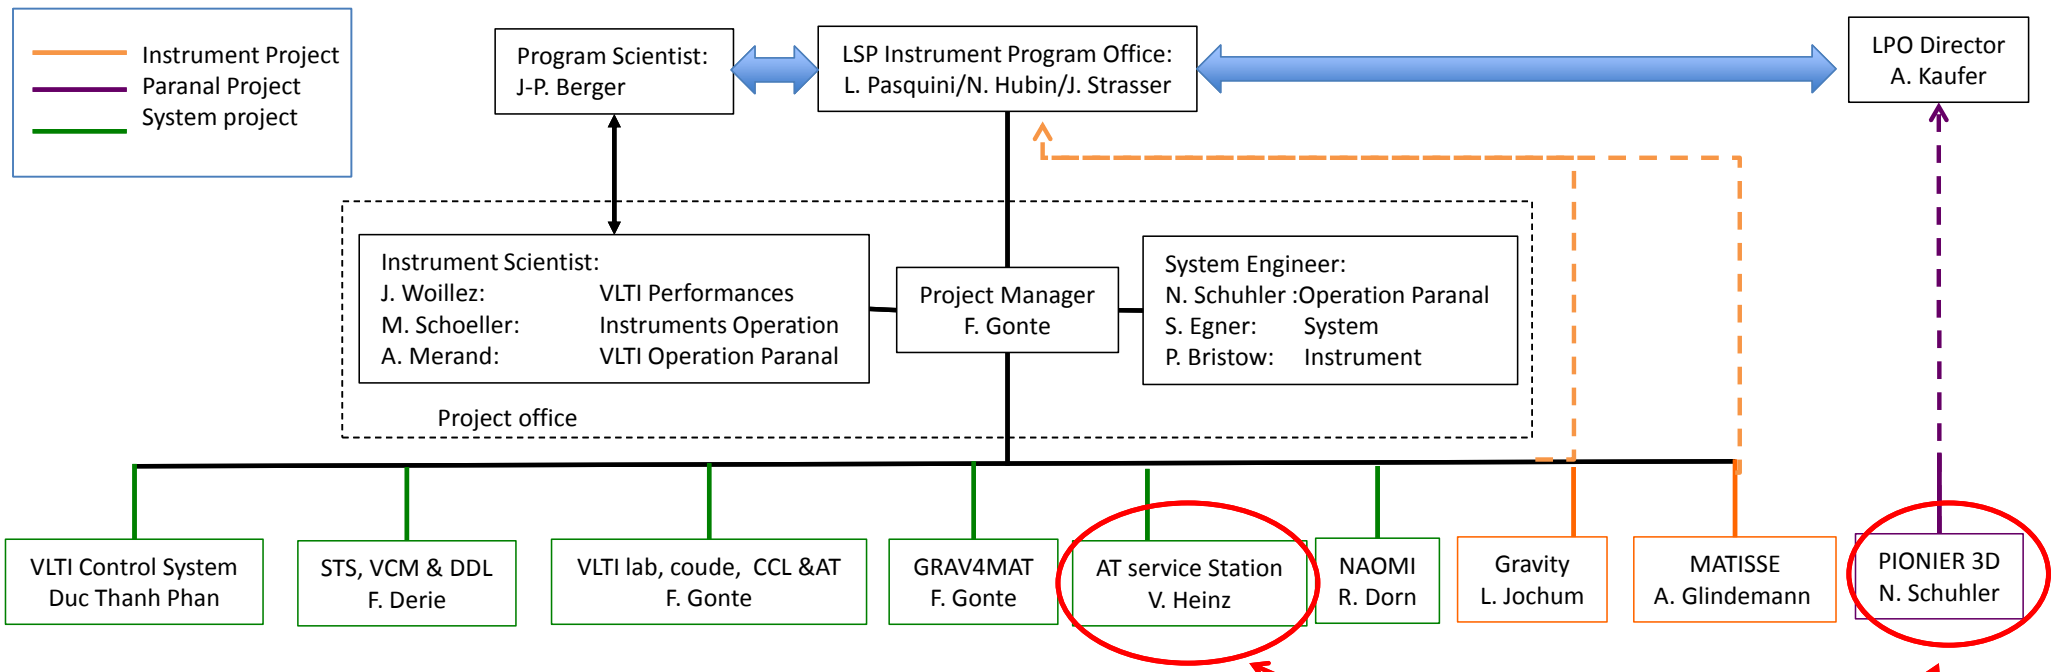 Instrument Project
Paranal Project
System project
Program Scientist:
J-P. Berger
LSP Instrument Program Office:
L. Pasquini/N. Hubin/J. Strasser
LPO Director
A. Kaufer
Instrument Scientist:
J. Woillez: VLTI Performances
M. Schoeller: Instruments Operation
A. Merand: VLTI Operation Paranal
Project Manager
F. Gonte
System Engineer:
N. Schuhler :Operation Paranal
S. Egner: System
P. Bristow: Instrument
Project office
VLTI Control System
Duc Thanh Phan
STS, VCM & DDL
F. Derie
VLTI lab, coude, CCL &AT
F. Gonte
GRAV4MAT
F. Gonte
AT service Station
V. Heinz
NAOMI
R. Dorn
Gravity
L. Jochum
MATISSE
A. Glindemann
PIONIER 3D
N. Schuhler